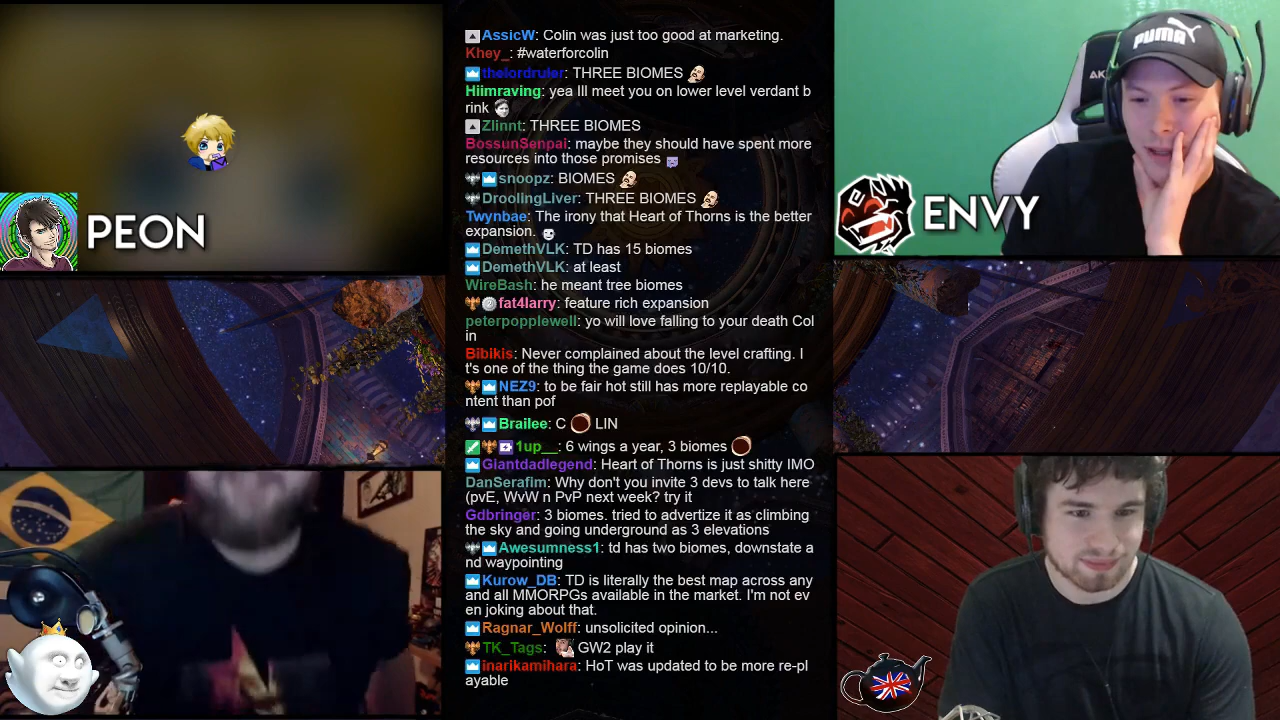 PEON
AssicW: Colin was just too good at marketing.
Khey_: #waterforcolin
thelordruler: THREE BIOMES
Hiimraving: yea Ill meet you on lower level verdant b
rink
Zlinnt: THREE BIOMES
BossunSenpai: maybe they should have spent more
resources into those promises
snoopz: BIOMES
DroolingLiver: THREE BIOMES
Twynbae: The irony that Heart of Thorns is the better
expansion.
DemethVLK: TD has 15 biomes
DemethVLK: at least
WireBash: he meant tree biomes
fat4larry: feature rich expansion
peterpopplewell: yo will love falling to your death Col
in
Bibikis: Never complained about the level crafting. I
t's one of the thing the game does 10/10.
NEZ9: to be fair hot still has more replayable co
ntent than pof
Brailee: C LIN
1up__: 6 wings a year, 3 biomes
Giantdadlegend: Heart of Thorns is just shitty IMO
DanSerafim: Why don't you invite 3 devs to talk here
(pvE, WvW n PvP next week? try it
Gdbringer: 3 biomes. tried to advertize it as climbing
the sky and going underground as 3 elevations
Awesumness1: td has two biomes, downstate a
nd waypointing
Kurow_DB: TD is literally the best map across any
and all MMORPGs available in the market. I'm not ev
en joking about that.
Ragnar_Wolff: unsolicited opinion...
TK_Tags: GW2 play it
inarikamihara: HoT was updated to be more re-pl
ayable
PUMA
AK
ENVY